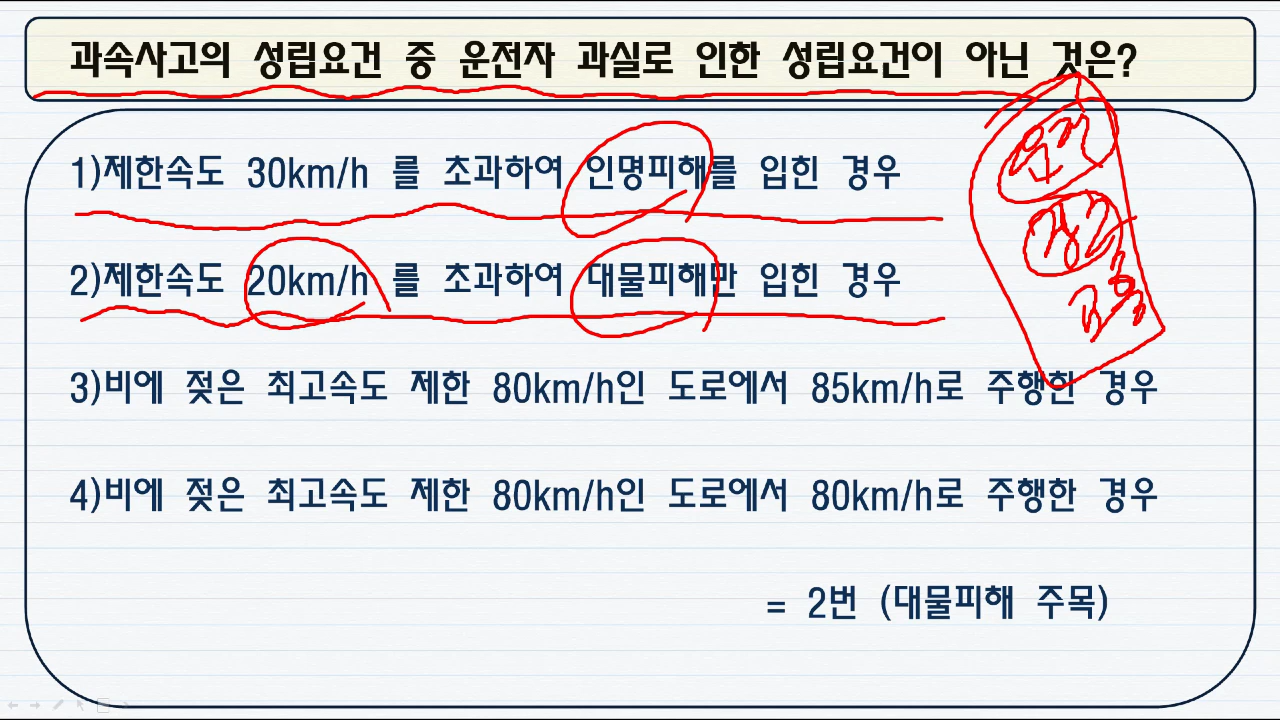 과속사고의 성립요건 중 운전자 과실로 인한 성립요건이 아닌 것은?
1)제한속도 30km/h 를 초과하여 인명피해를 입힌 경우
2)제한속도 20km/h 를 초과하여 대물피해만 입힌 경우
3)비에 젖은 최고속도 제한 80km/h인 도로에서 85km/h로 주행한 경우
4)비에 젖은 최고속도 제한 80km/h인 도로에서 80km/h로 주행한 경우
= 2번 (대물피해 주목)